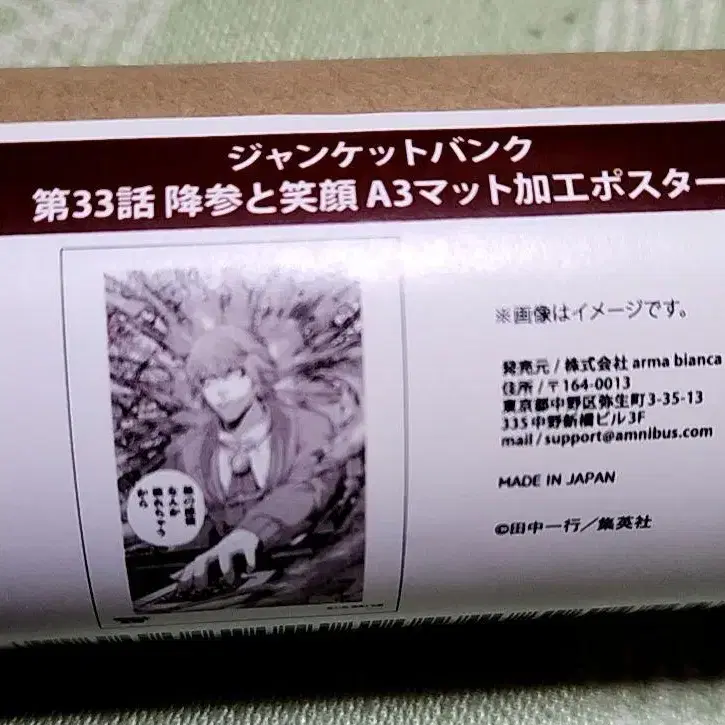 ジャンケットバンク
第33話 降参と笑顔 A3マット加工ポスター
※画像はイメージです。
発売元 / 株式会社 arma bianca
住所 / 〒164-0013
東京都中野区弥生町3-35-13
335中野新橋ビル3F
mail / support@amnibus.com
MADE IN JAPAN
©田中一行／集英社